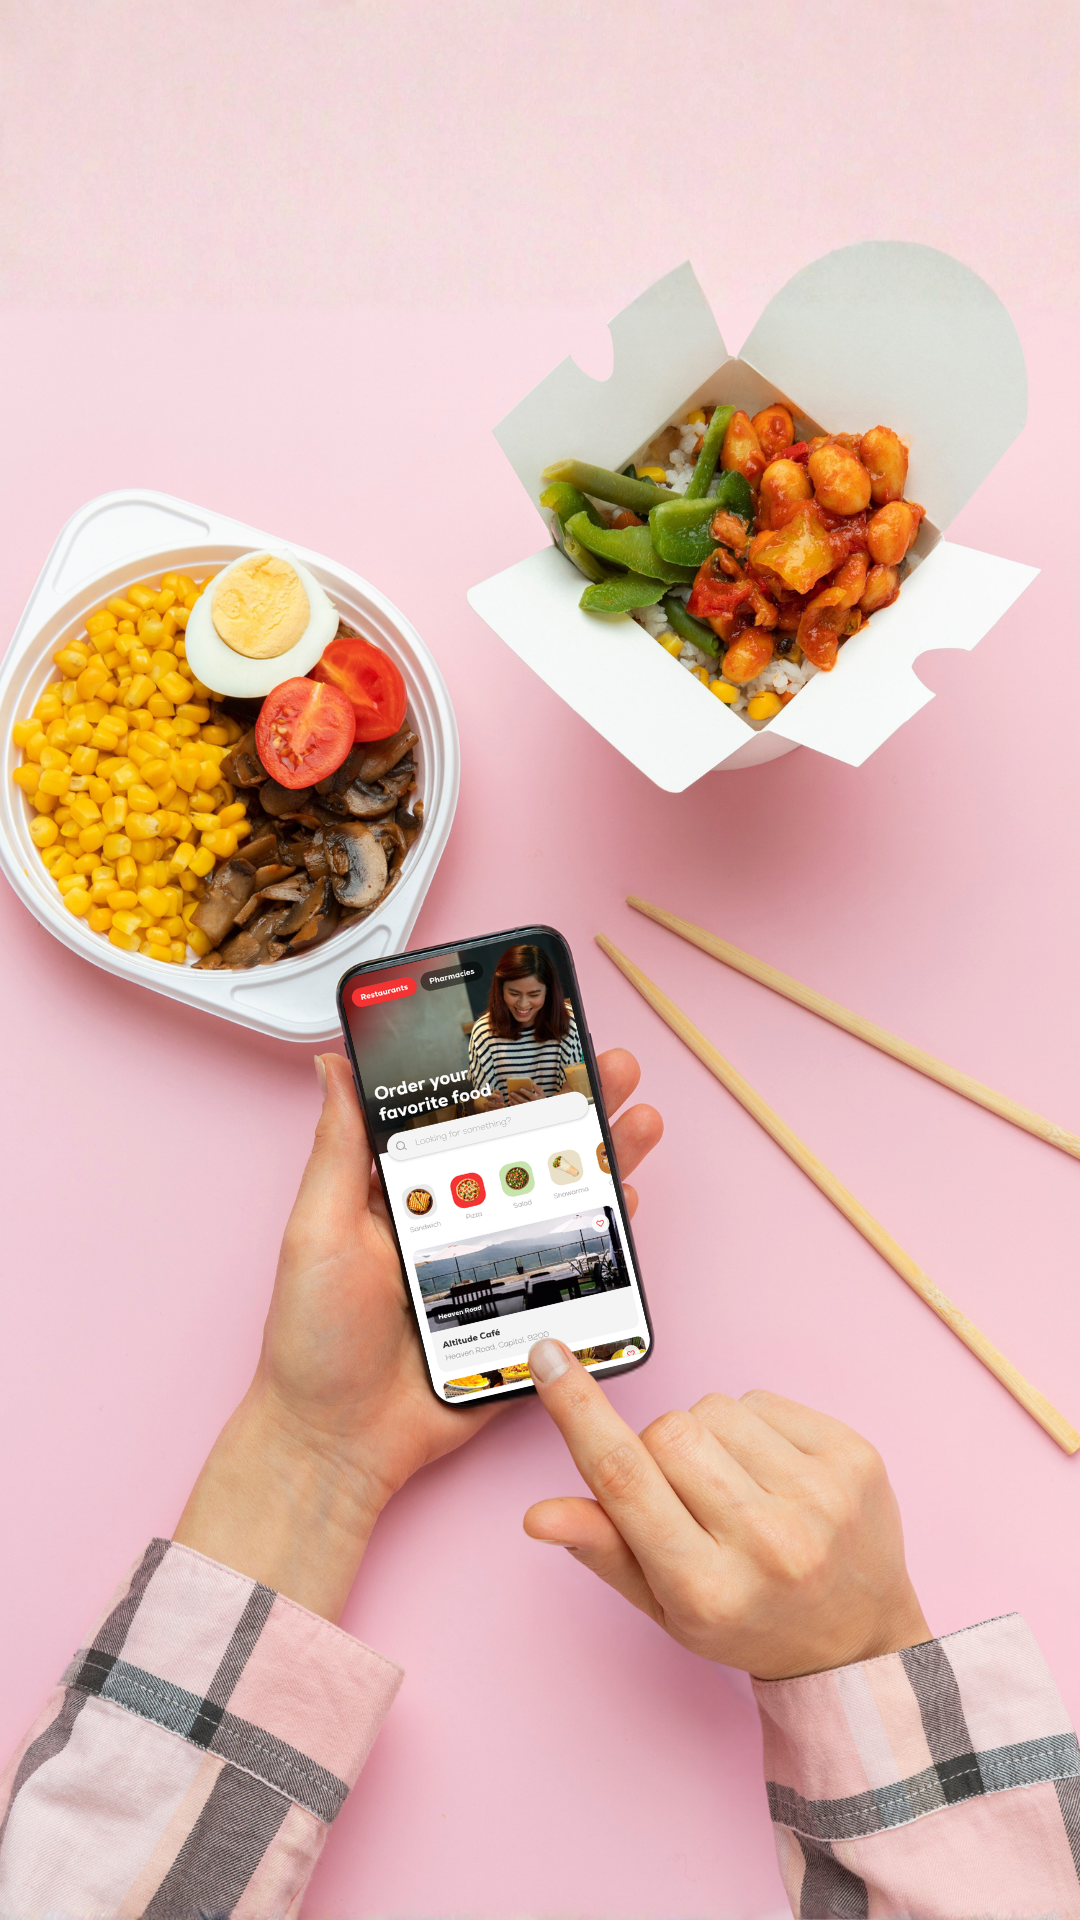 Restaurants
Pharmacies
Order your
favorite food
Looking for something?
Sandwich
Pizza
Salad
Shawarma
Heaven Road
Altitude Café
Heaven Road, Capital, 9200